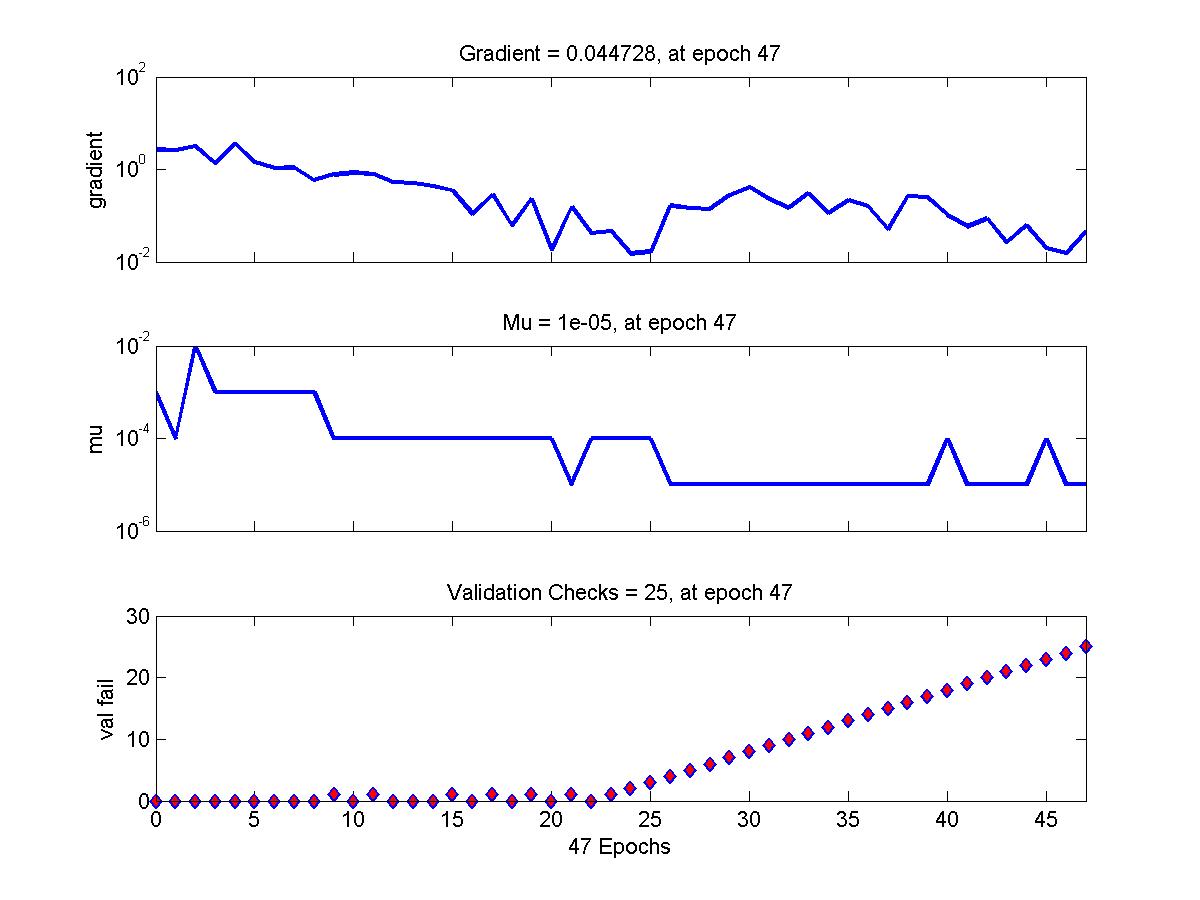 Gradient = 0.044728, at epoch 47
10^2
10^0
10^-2
gradient
Mu = 1e-05, at epoch 47
10^-2
10^-4
10^-6
mu
Validation Checks = 25, at epoch 47
30
20
10
0
val fail
0 5 10 15 20 25 30 35 40 45
47 Epochs